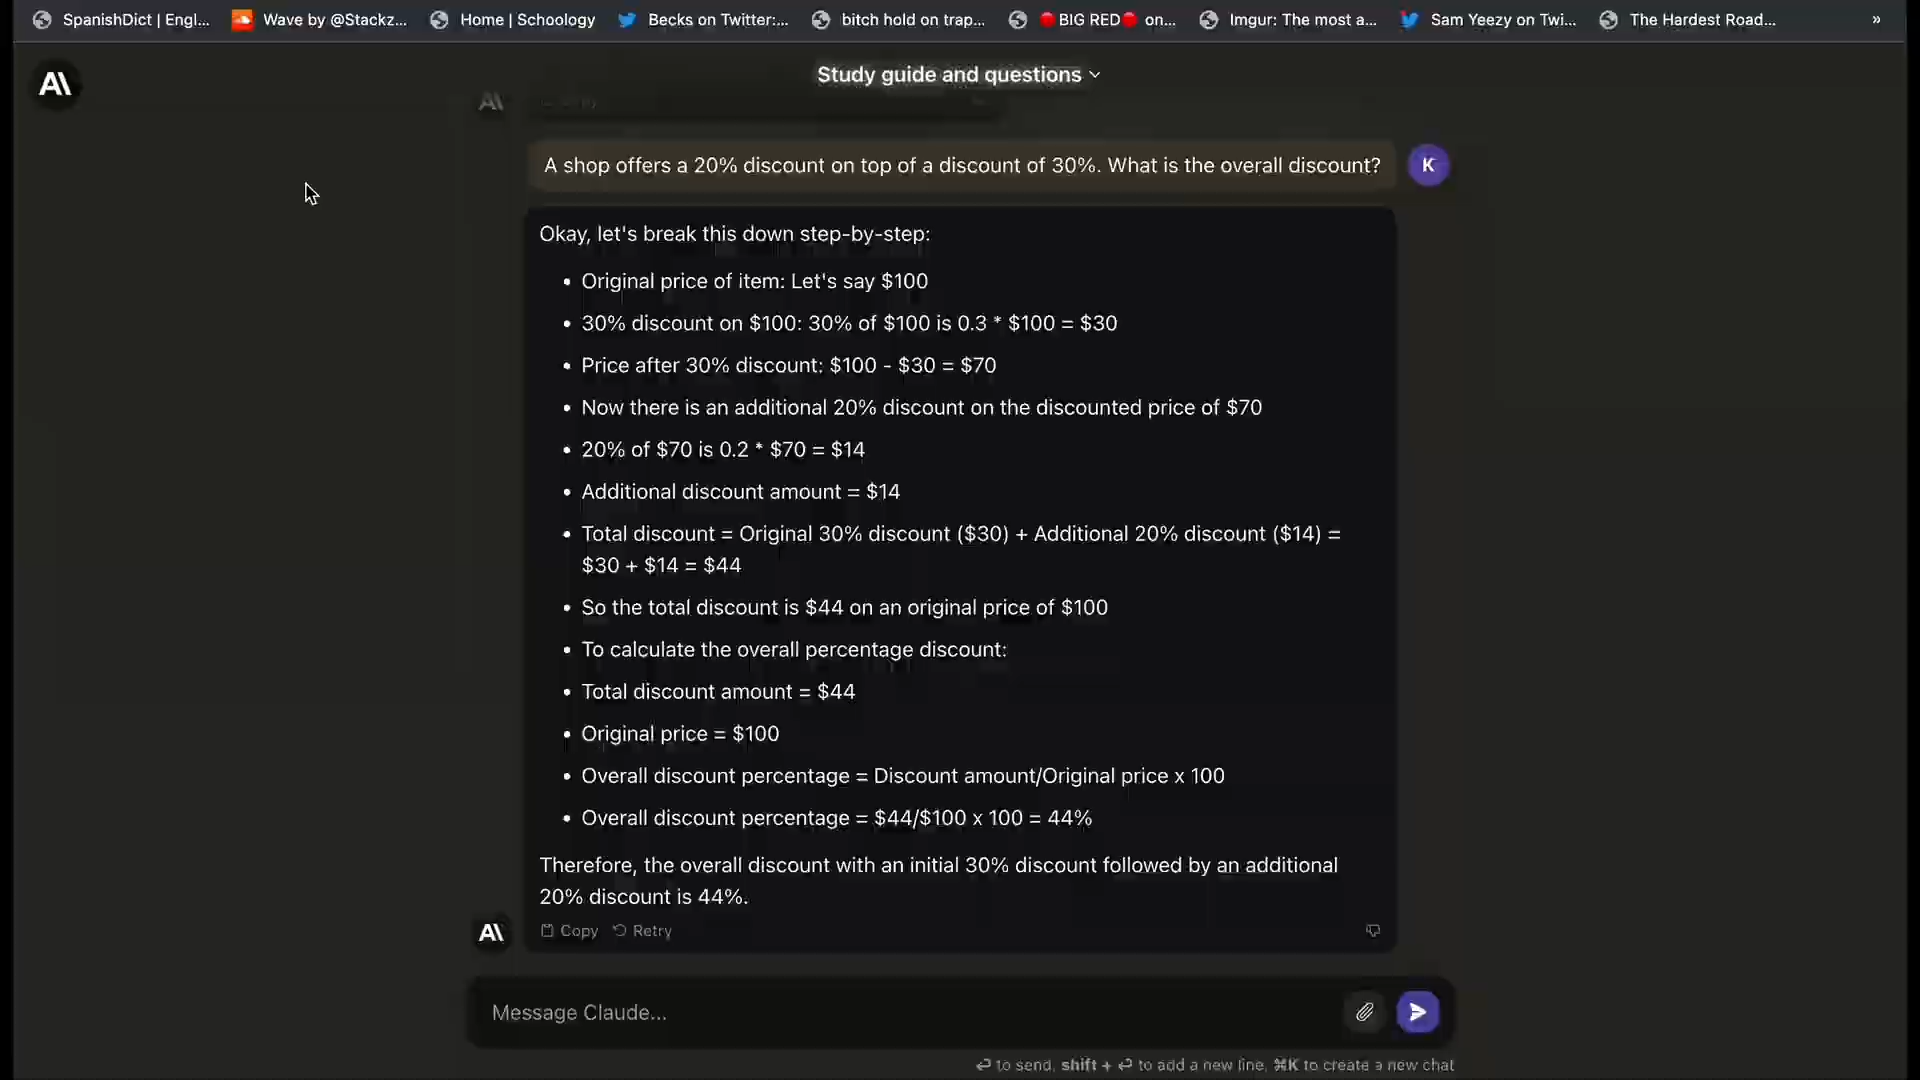 SpanishDict | Engl...
Wave by @Stackz...
Home | Schoology
Becks on Twitter:...
bitch hold on trap...
🔴BIG RED🔴 on...
Imgur: The most a...
Sam Yeezy on Twi...
The Hardest Road...
»
Study guide and questions
A shop offers a 20% discount on top of a discount of 30%. What is the overall discount?
K
Okay, let's break this down step-by-step:
• Original price of item: Let's say $100
• 30% discount on $100: 30% of $100 is 0.3 * $100 = $30
• Price after 30% discount: $100 - $30 = $70
• Now there is an additional 20% discount on the discounted price of $70
• 20% of $70 is 0.2 * $70 = $14
• Additional discount amount = $14
• Total discount = Original 30% discount ($30) + Additional 20% discount ($14) =
$30 + $14 = $44
• So the total discount is $44 on an original price of $100
• To calculate the overall percentage discount:
• Total discount amount = $44
• Original price = $100
• Overall discount percentage = Discount amount/Original price x 100
• Overall discount percentage = $44/$100 x 100 = 44%
Therefore, the overall discount with an initial 30% discount followed by an additional
20% discount is 44%.
Copy Retry
Message Claude...
⏎ to send, shift + ⏎ to add a new line, ⌘K to create a new chat